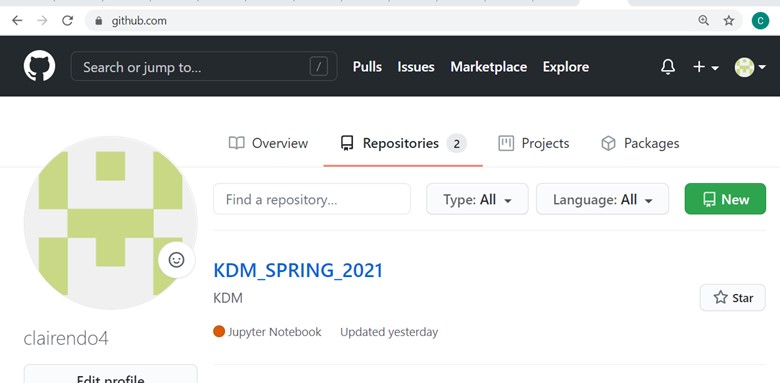 github.com
C
Search or jump to... /
Pulls Issues Marketplace Explore
Overview Repositories 2 Projects Packages
Find a repository... Type: All Language: All New
KDM_SPRING_2021
KDM
Star
Jupyter Notebook Updated yesterday
clairendo4
Edit profile